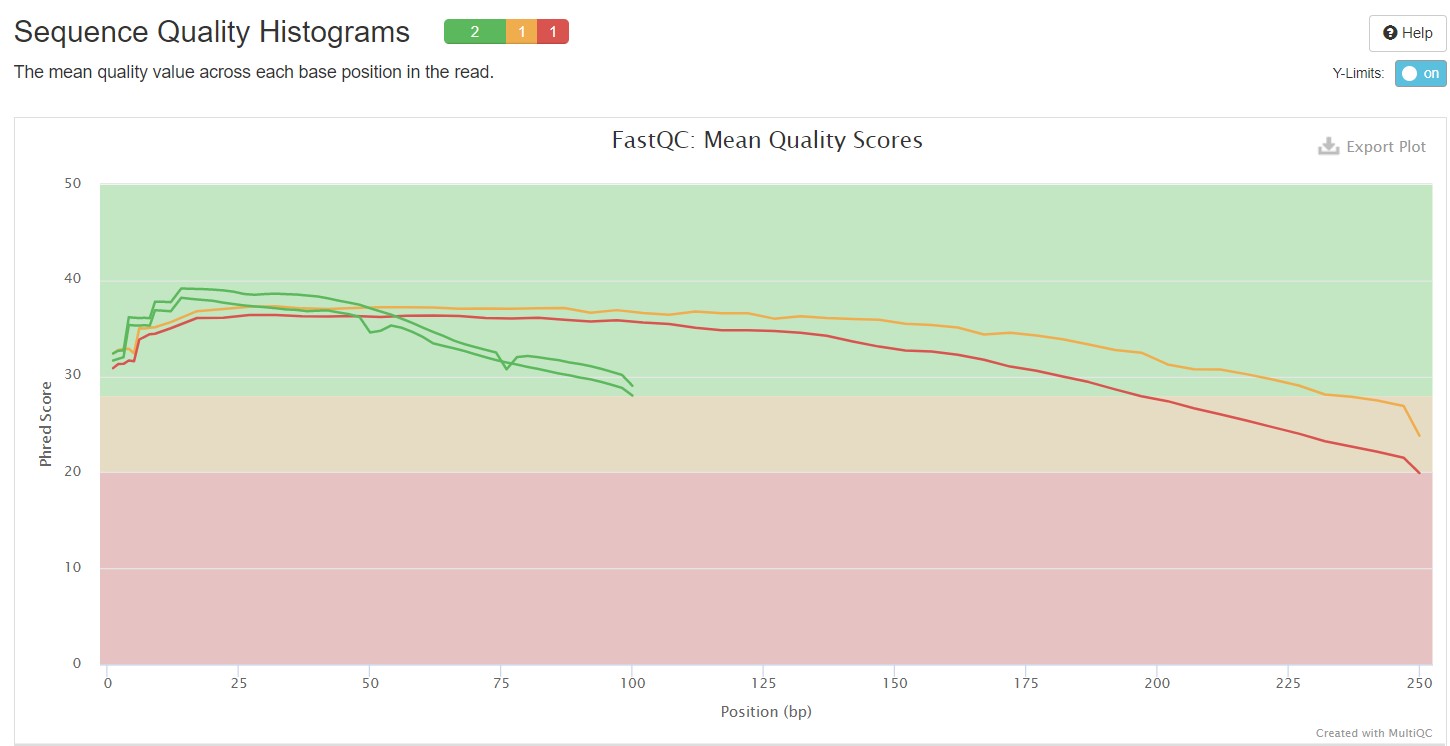 Sequence Quality Histograms 2 1 1
Help
The mean quality value across each base position in the read.
Y-Limits: on
FastQC: Mean Quality Scores
Export Plot
50
40
30
20
10
0
Phred Score
0 25 50 75 100 125 150 175 200 225 250
Position (bp)
Created with MultiQC